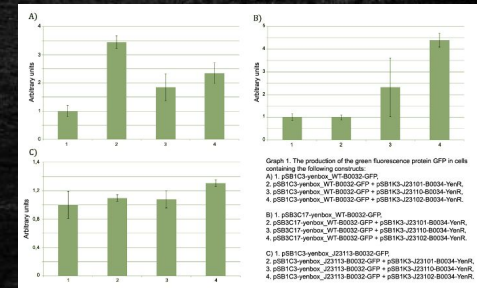 A)
4
3
2
1
0
Arbitrary units
1 2 3 4
B)
5
4
3
2
1
0
Arbitrary units
1 2 3 4
C)
1,4
1,2
1,0
0,8
0,6
Arbitrary units
1 2 3 4
Graph 1. The production of the green fluorescence protein GFP in cells
containing the following constructs:
A) 1. pSB1C3-yenbox_WT-B0032-GFP,
2. pSB1C3-yenbox_WT-B0032-GFP + pSB1K3-J23101-B0034-YenR,
3. pSB1C3-yenbox_WT-B0032-GFP + pSB1K3-J23110-B0034-YenR,
4. pSB1C3-yenbox_WT-B0032-GFP + pSB1K3-J23102-B0034-YenR.
B) 1. pSB3C17-yenbox_WT-B0032-GFP,
2. pSB3C17-yenbox_WT-B0032-GFP + pSB1K3-J23101-B0034-YenR,
3. pSB3C17-yenbox_WT-B0032-GFP + pSB1K3-J23110-B0034-YenR,
4. pSB3C17-yenbox_WT-B0032-GFP + pSB1K3-J23102-B0034-YenR.
C) 1. pSB1C3-yenbox_J23113-B0032-GFP,
2. pSB1C3-yenbox_J23113-B0032-GFP + pSB1K3-J23101-B0034-YenR,
3. pSB1C3-yenbox_J23113-B0032-GFP + pSB1K3-J23110-B0034-YenR,
4. pSB1C3-yenbox_J23113-B0032-GFP + pSB1K3-J23102-B0034-YenR.